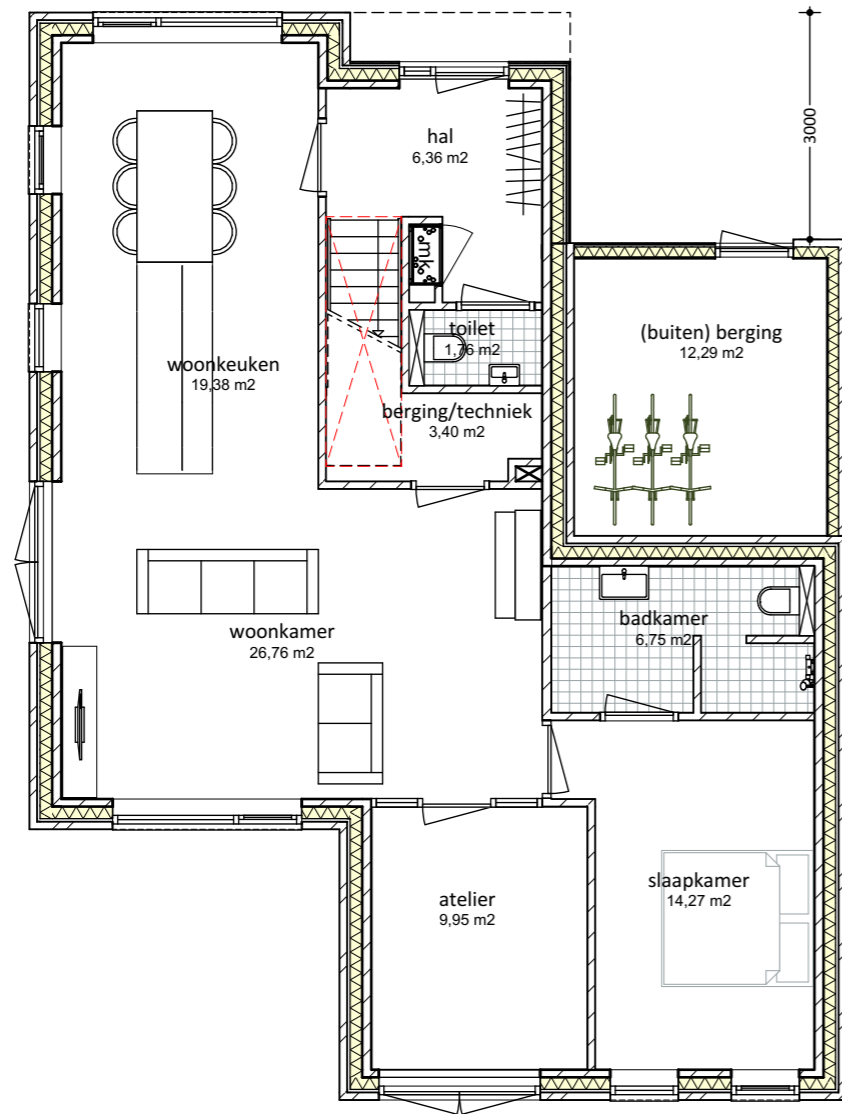 3000
hal
6,36 m2
mk
toilet
1,76 m2
(buiten) berging
12,29 m2
woonkeuken
19,38 m2
berging/techniek
3,40 m2
badkamer
6,75 m2
woonkamer
26,76 m2
slaapkamer
14,27 m2
atelier
9,95 m2